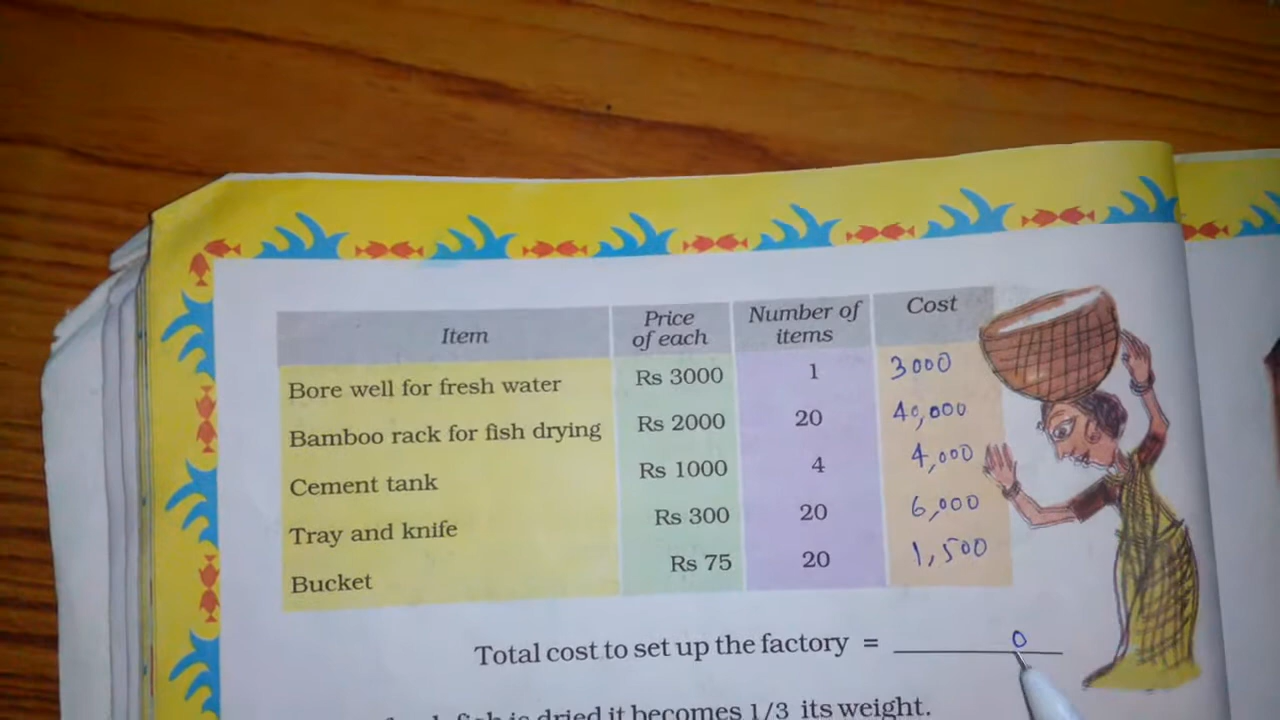 Item Price of each Number of items Cost
Bore well for fresh water Rs 3000 1 3000
Bamboo rack for fish drying Rs 2000 20 40,000
Cement tank Rs 1000 4 4,000
Tray and knife Rs 300 20 6,000
Bucket Rs 75 20 1,500
Total cost to set up the factory = 0
fish is dried it becomes 1/3 its weight.